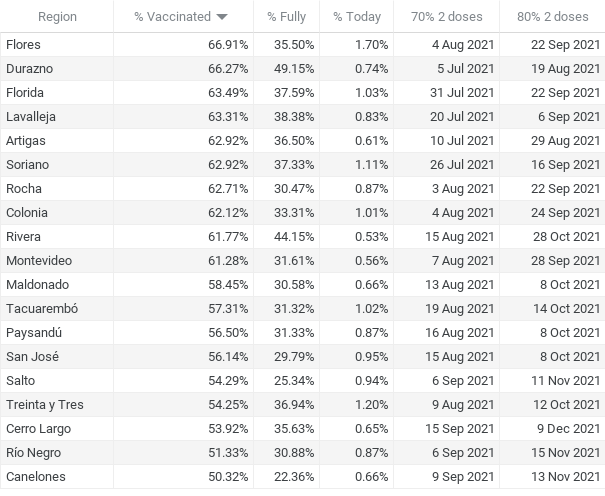 Region % Vaccinated % Fully % Today 70% 2 doses 80% 2 doses
Flores 66.91% 35.50% 1.70% 4 Aug 2021 22 Sep 2021
Durazno 66.27% 49.15% 0.74% 5 Jul 2021 19 Aug 2021
Florida 63.49% 37.59% 1.03% 31 Jul 2021 22 Sep 2021
Lavalleja 63.31% 38.38% 0.83% 20 Jul 2021 6 Sep 2021
Artigas 62.92% 36.50% 0.61% 10 Jul 2021 29 Aug 2021
Soriano 62.92% 37.33% 1.11% 26 Jul 2021 16 Sep 2021
Rocha 62.71% 30.47% 0.87% 3 Aug 2021 22 Sep 2021
Colonia 62.12% 33.31% 1.01% 4 Aug 2021 24 Sep 2021
Rivera 61.77% 44.15% 0.53% 15 Aug 2021 28 Oct 2021
Montevideo 61.28% 31.61% 0.56% 7 Aug 2021 28 Sep 2021
Maldonado 58.45% 30.58% 0.66% 13 Aug 2021 8 Oct 2021
Tacuarembó 57.31% 31.32% 1.02% 19 Aug 2021 14 Oct 2021
Paysandú 56.50% 31.33% 0.87% 16 Aug 2021 8 Oct 2021
San José 56.14% 29.79% 0.95% 15 Aug 2021 8 Oct 2021
Salto 54.29% 25.34% 0.94% 6 Sep 2021 11 Nov 2021
Treinta y Tres 54.25% 36.94% 1.20% 9 Aug 2021 12 Oct 2021
Cerro Largo 53.92% 35.63% 0.65% 15 Sep 2021 9 Dec 2021
Río Negro 51.33% 30.88% 0.87% 6 Sep 2021 15 Nov 2021
Canelones 50.32% 22.36% 0.66% 9 Sep 2021 13 Nov 2021